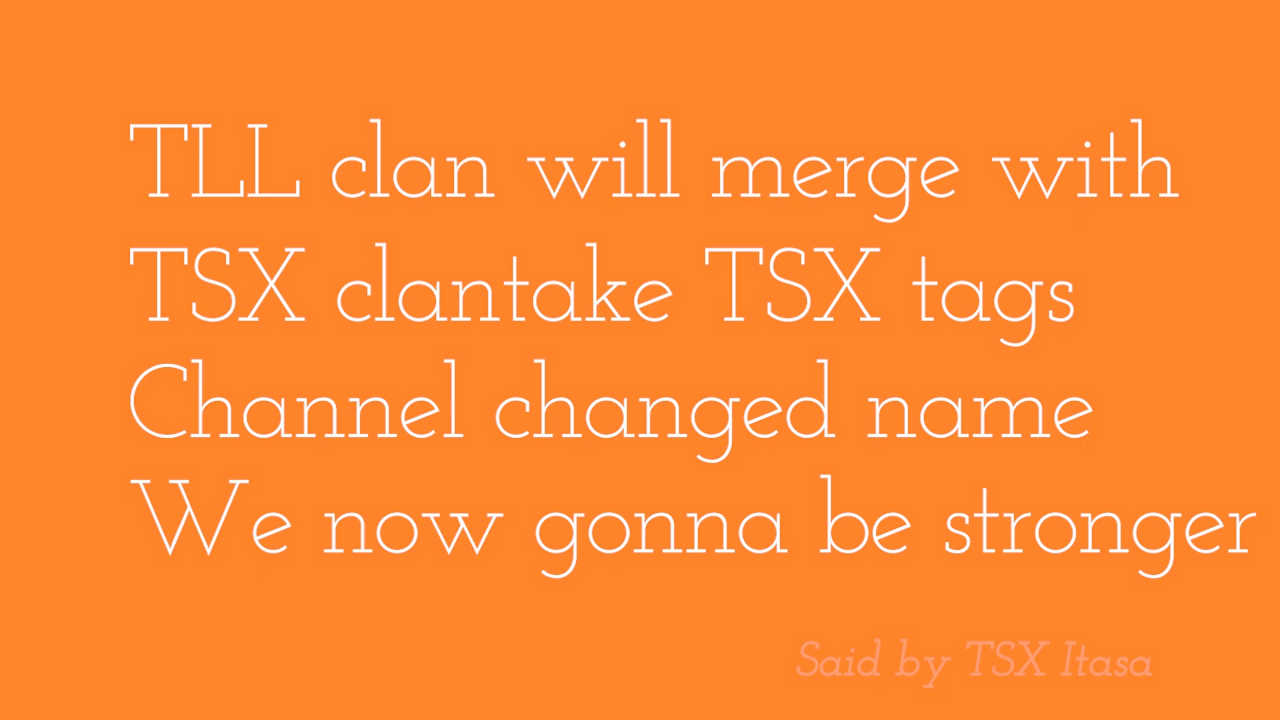 TLL clan will merge with
TSX clantake TSX tags
Channel changed name
We now gonna be stronger
Said by TSX Itasa